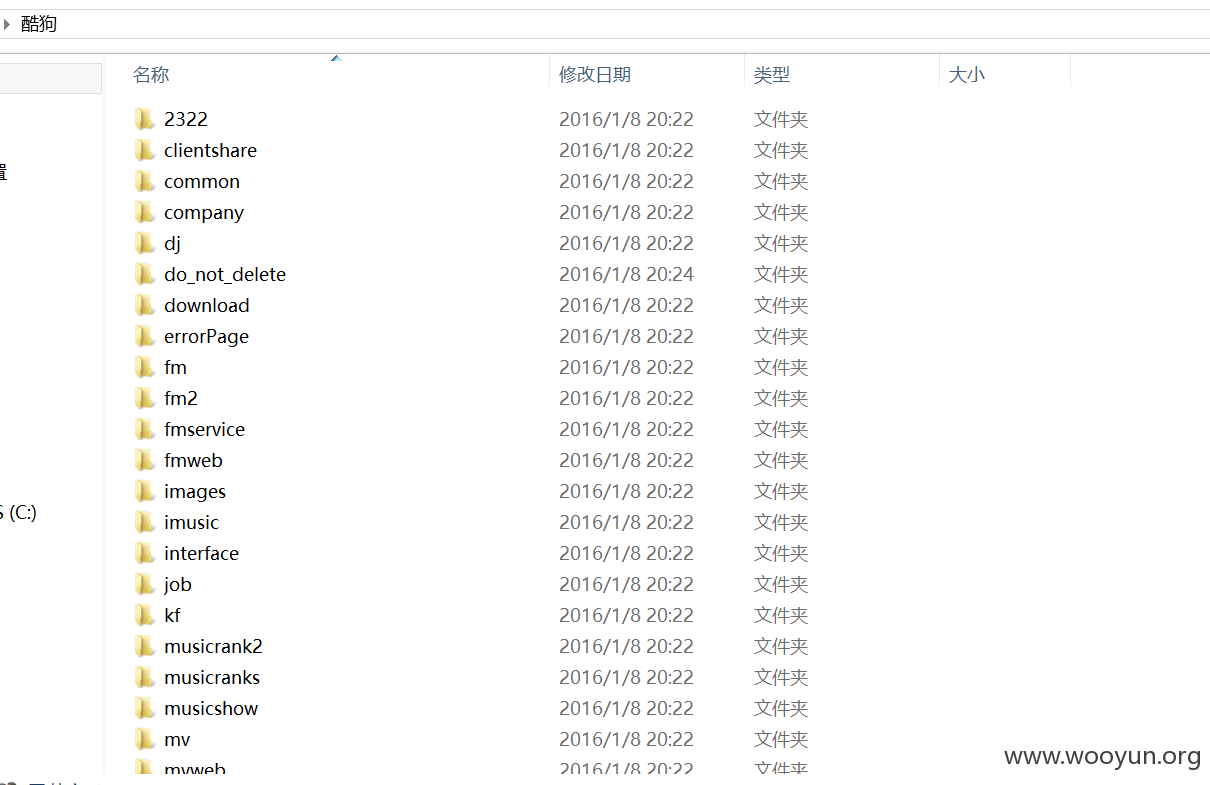 酷狗
名称 修改日期 类型 大小
2322 2016/1/8 20:22 文件夹
clientshare 2016/1/8 20:22 文件夹
common 2016/1/8 20:22 文件夹
置
company 2016/1/8 20:22 文件夹
dj 2016/1/8 20:22 文件夹
do_not_delete 2016/1/8 20:24 文件夹
download 2016/1/8 20:22 文件夹
errorPage 2016/1/8 20:22 文件夹
fm 2016/1/8 20:22 文件夹
fm2 2016/1/8 20:22 文件夹
fmservice 2016/1/8 20:22 文件夹
fmweb 2016/1/8 20:22 文件夹
images 2016/1/8 20:22 文件夹
S (C:)
imusic 2016/1/8 20:22 文件夹
interface 2016/1/8 20:22 文件夹
job 2016/1/8 20:22 文件夹
kf 2016/1/8 20:22 文件夹
musicrank2 2016/1/8 20:22 文件夹
musicranks 2016/1/8 20:22 文件夹
musicshow 2016/1/8 20:22 文件夹
mv 2016/1/8 20:22 文件夹
mvweb 2016/1/8 20:22 文件夹
www.wooyun.org